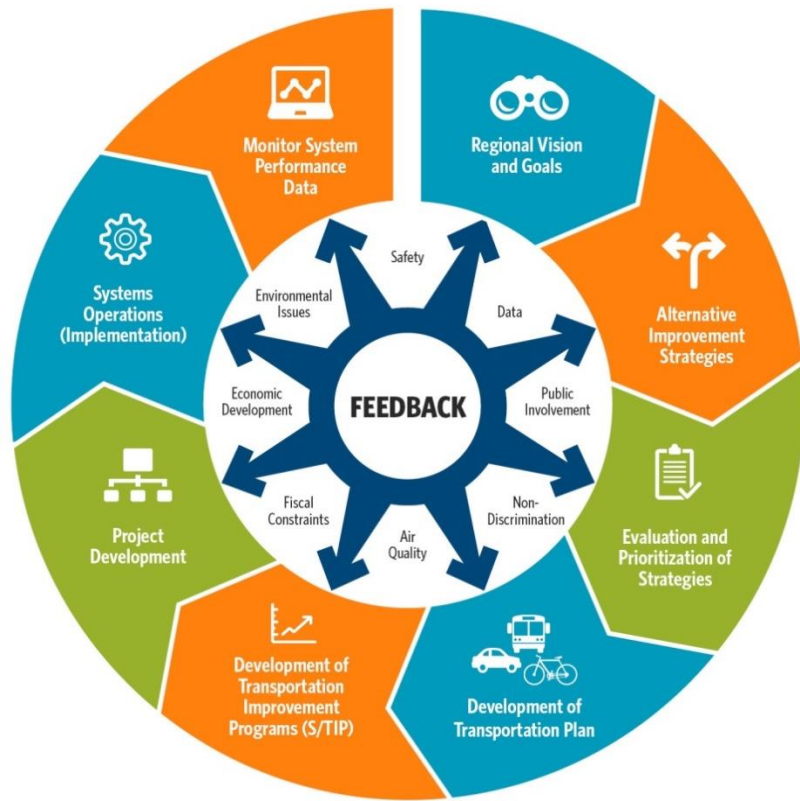 Regional Vision
and Goals
Alternative
Improvement
Strategies
Evaluation and
Prioritization of
Strategies
Development of
Transportation Plan
Development of
Transportation
Improvement
Programs (S/TIP)
Project
Development
Systems
Operations
(Implementation)
Monitor System
Performance
Data
Safety
Data
Public
Involvement
Non-
Discrimination
Air
Quality
Fiscal
Constraints
Economic
Development
Environmental
Issues
FEEDBACK